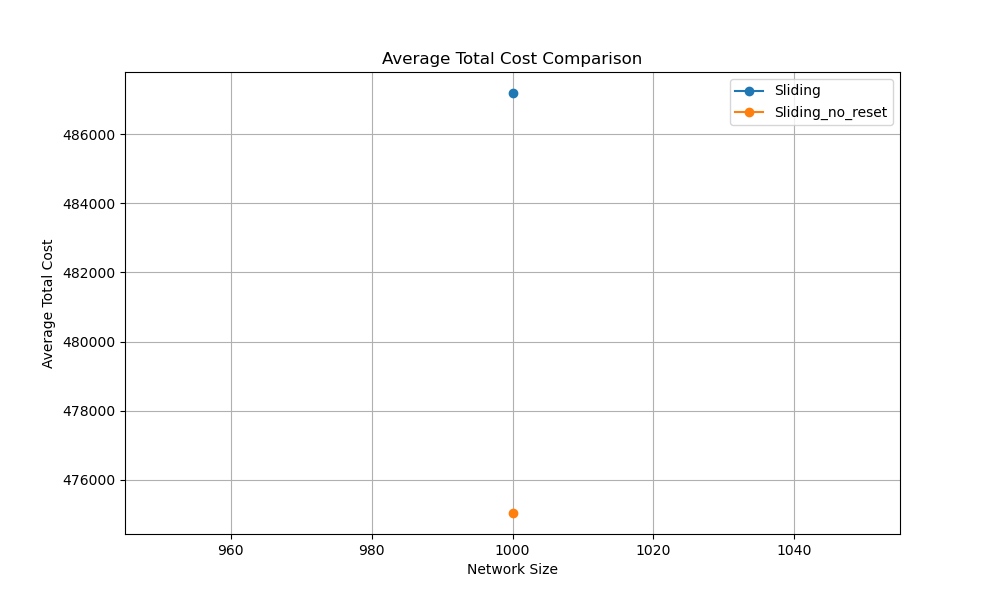 Average Total Cost Comparison
Sliding
Sliding_no_reset
Average Total Cost
486000
484000
482000
480000
478000
476000
960
980
1000
1020
1040
Network Size